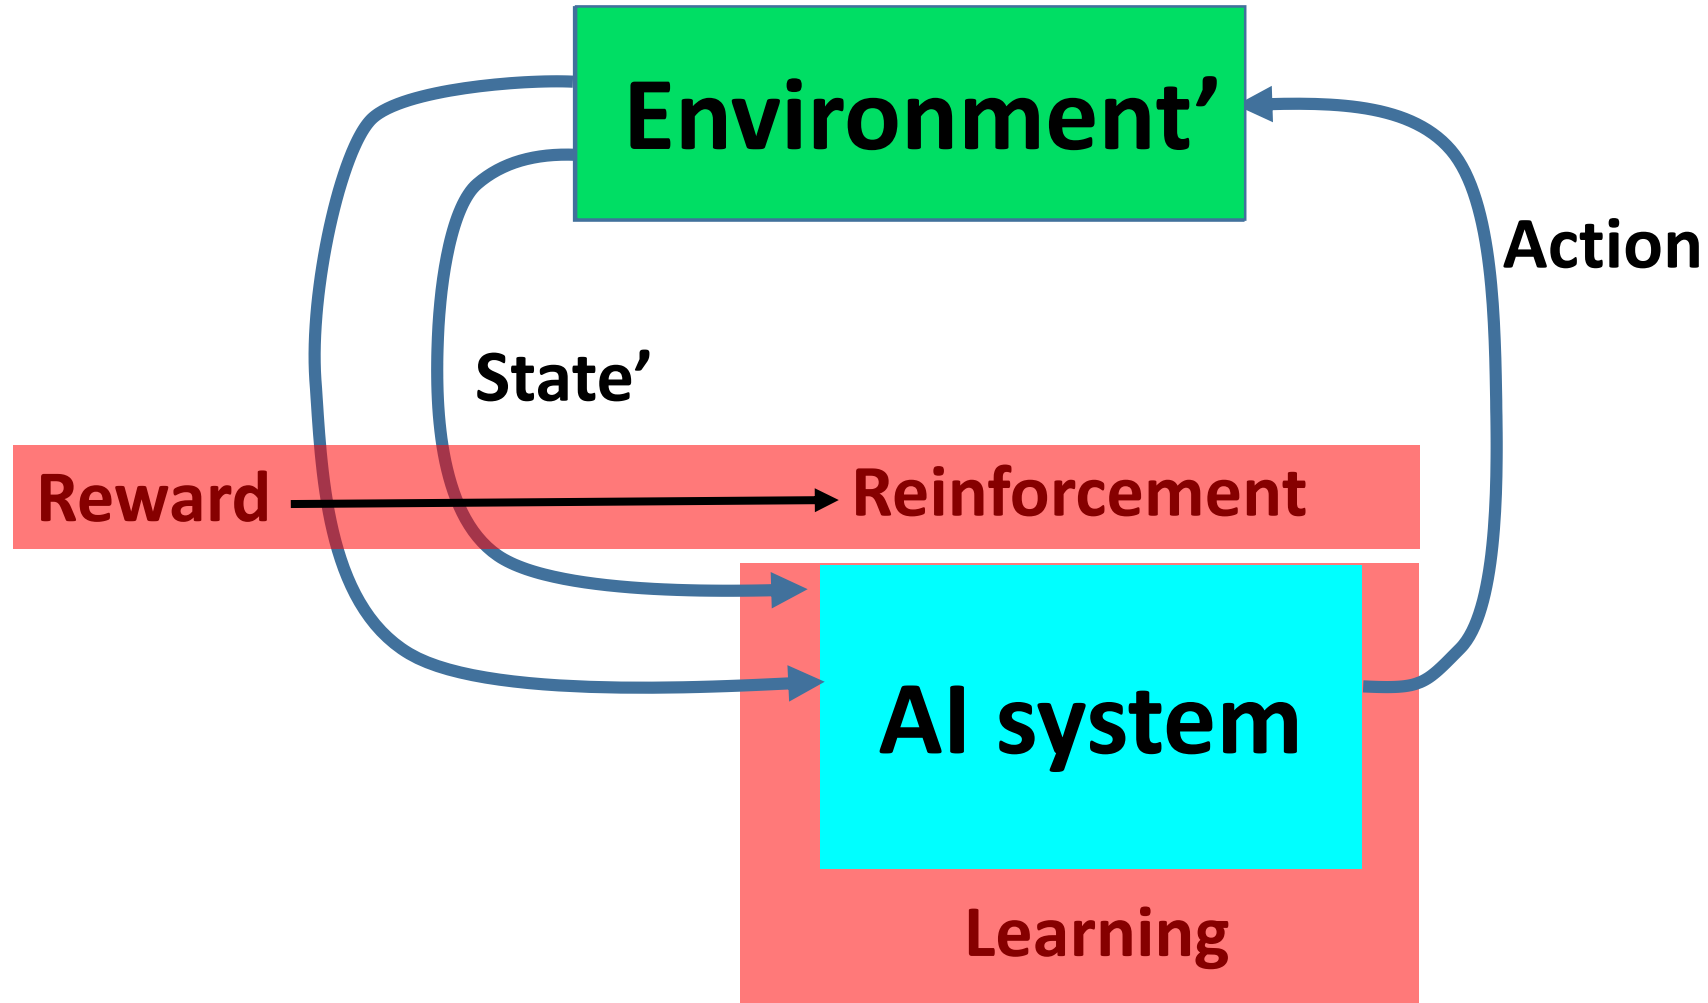 Environment’
Action
State’
Reward
Reinforcement
AI system
Learning